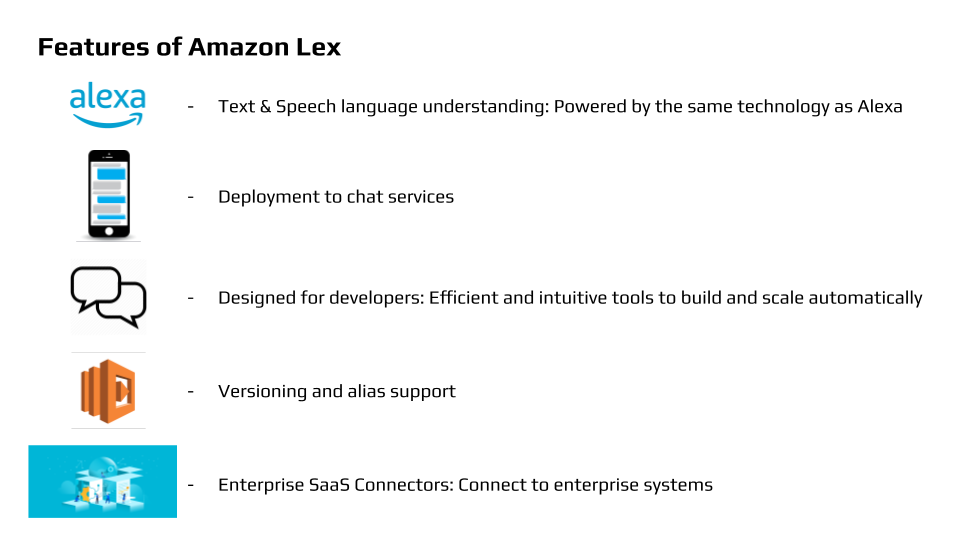 Features of Amazon Lex
alexa
- Text & Speech language understanding: Powered by the same technology as Alexa
- Deployment to chat services
- Designed for developers: Efficient and intuitive tools to build and scale automatically
- Versioning and alias support
- Enterprise SaaS Connectors: Connect to enterprise systems